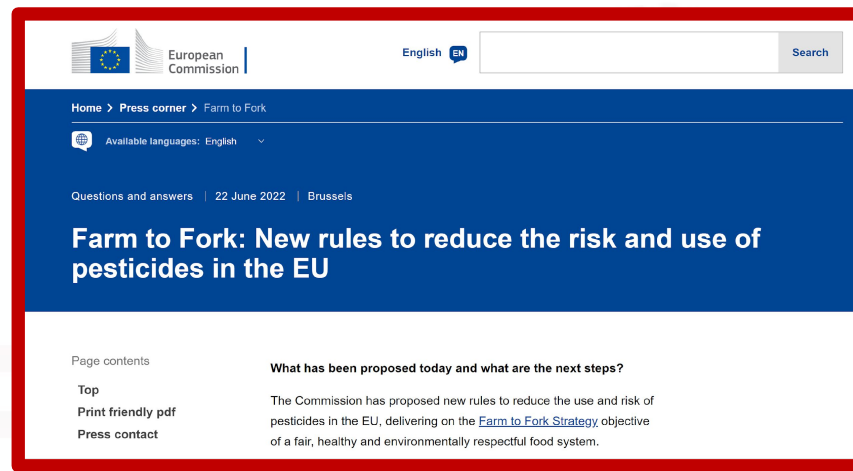 European
Commission
English EN
Search
Home > Press corner > Farm to Fork
Available languages: English
Questions and answers | 22 June 2022 | Brussels
Farm to Fork: New rules to reduce the risk and use of
pesticides in the EU
Page contents
Top
Print friendly pdf
Press contact
What has been proposed today and what are the next steps?
The Commission has proposed new rules to reduce the use and risk of
pesticides in the EU, delivering on the Farm to Fork Strategy objective
of a fair, healthy and environmentally respectful food system.